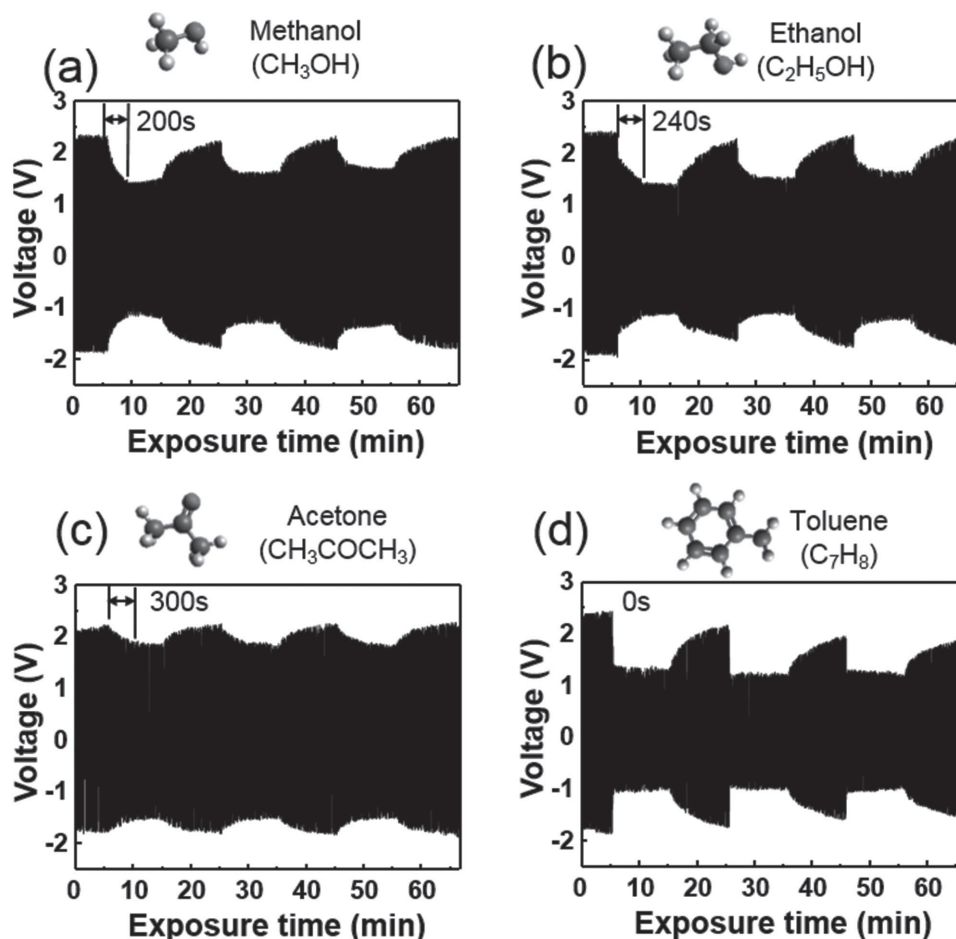 (a)
Methanol
(CH₃OH)
200s
3
2
1
0
-1
-2
Voltage (V)
0 10 20 30 40 50 60
Exposure time (min)
(b)
Ethanol
(C₂H₅OH)
240s
3
2
1
0
-1
-2
Voltage (V)
0 10 20 30 40 50 60
Exposure time (min)
(c)
Acetone
(CH₃COCH₃)
300s
3
2
1
0
-1
-2
Voltage (V)
0 10 20 30 40 50 60
Exposure time (min)
(d)
Toluene
(C₇H₈)
0s
3
2
1
0
-1
-2
Voltage (V)
0 10 20 30 40 50 60
Exposure time (min)